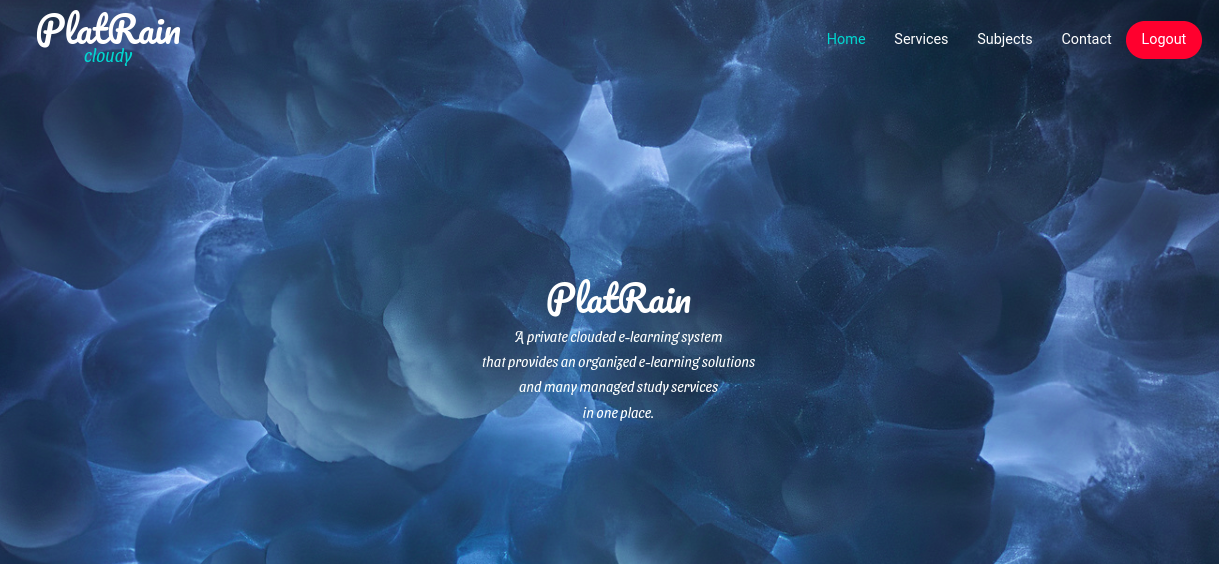 PlatRain
cloudy
Home Services Subjects Contact Logout
PlatRain
A private clouded e-learning system
that provides an organized e-learning solutions
and many managed study services
in one place.